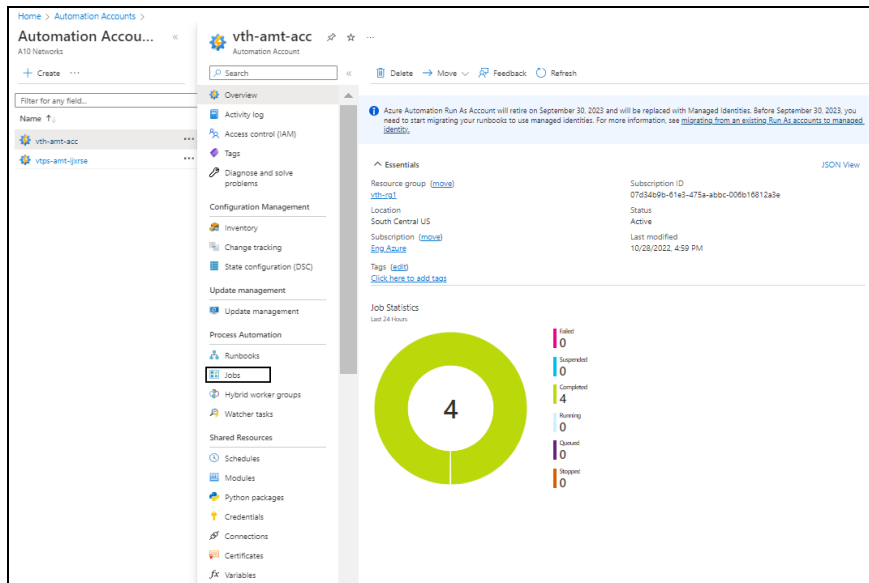 Home > Automation Accounts >
Automation Accou... «
A10 Networks
+ Create ...
Filter for any field...
Name ↑↓
vth-amt-acc ...
vtps-amt-ijxrse ...
vth-amt-acc ...
Automation Account
Search «
Overview
Activity log
Access control (IAM)
Tags
Diagnose and solve
problems
Configuration Management
Inventory
Change tracking
State configuration (DSC)
Update management
Update management
Process Automation
Runbooks
Jobs
Hybrid worker groups
Watcher tasks
Shared Resources
Schedules
Modules
Python packages
Credentials
Connections
Certificates
fx Variables
Delete → Move Feedback Refresh
Azure Automation Run As Account will retire on September 30, 2023 and will be replaced with Managed Identities. Before September 30, 2023, you
need to start migrating your runbooks to use managed identities. For more information, see migrating from an existing Run As accounts to managed
identity.
Essentials JSON View
Resource group (move)
vth-rg1
Location
South Central US
Subscription (move)
Eng Azure
Tags (edit)
Click here to add tags
Subscription ID
07d34b9b-61e3-475a-abbc-006b16812a3e
Status
Active
Last modified
10/28/2022, 4:59 PM
Job Statistics
Last 24 Hours
4
Failed
0
Suspended
0
Completed
4
Running
0
Queued
0
Stopped
0